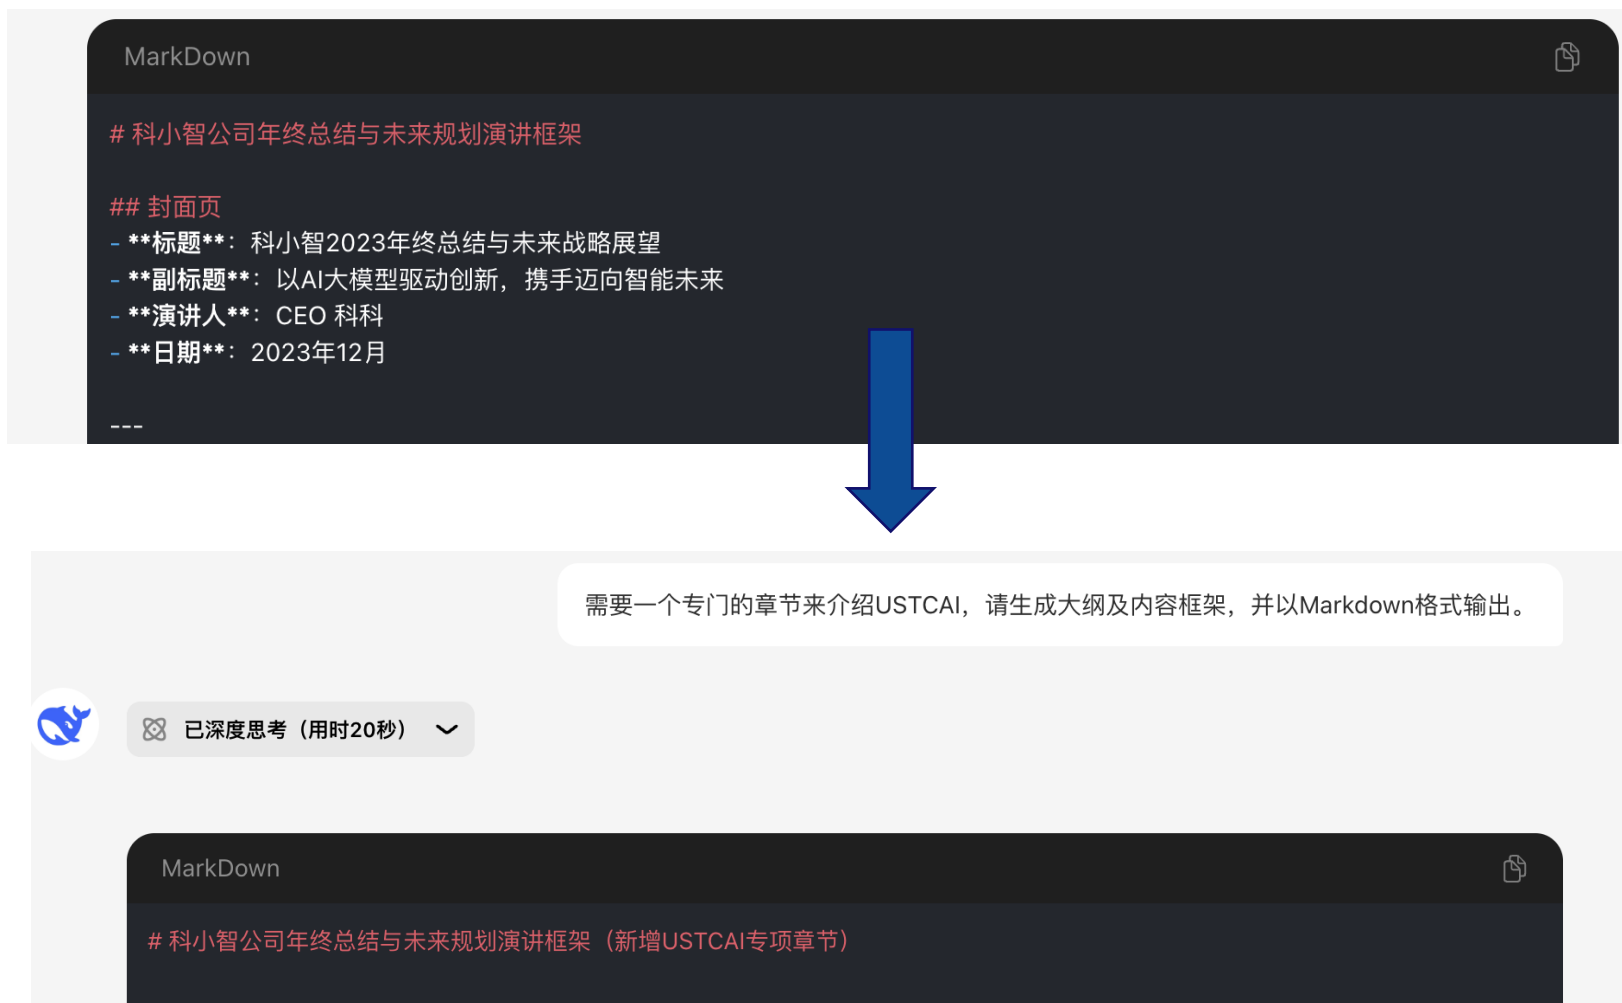 MarkDown
# 科小智公司年终总结与未来规划演讲框架
## 封面页
- **标题**：科小智2023年终总结与未来战略展望
- **副标题**：以AI大模型驱动创新，携手迈向智能未来
- **演讲人**：CEO 科科
- **日期**：2023年12月
---
需要一个专门的章节来介绍USTCAI，请生成大纲及内容框架，并以Markdown格式输出。
已深度思考（用时20秒）
MarkDown
# 科小智公司年终总结与未来规划演讲框架（新增USTCAI专项章节）